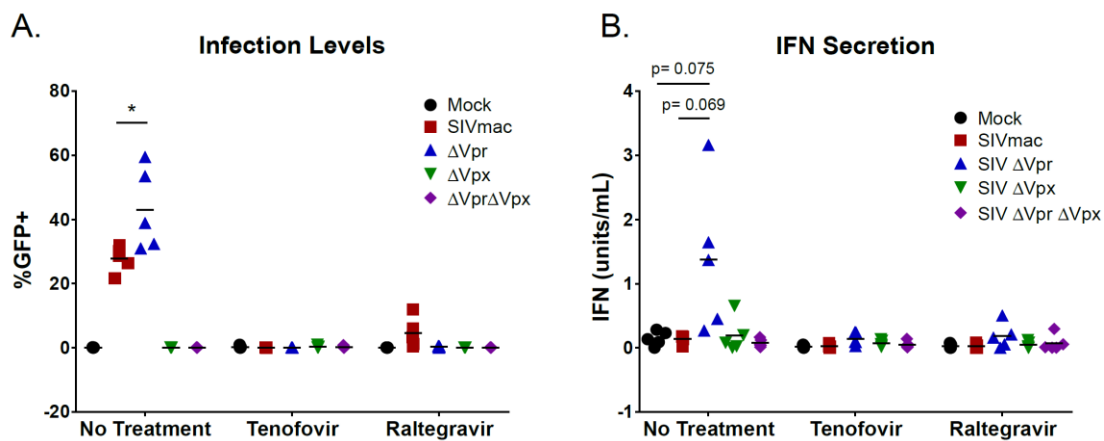 A.
Infection Levels
%GFP+
80
60
40
20
0
-20
*
Mock
SIVmac
ΔVpr
ΔVpx
ΔVprΔVpx
No Treatment
Tenofovir
Raltegravir
B.
IFN Secretion
p= 0.075
p= 0.069
IFN (units/mL)
4
3
2
1
0
-1
Mock
SIVmac
SIV ΔVpr
SIV ΔVpx
SIV ΔVpr ΔVpx
No Treatment
Tenofovir
Raltegravir